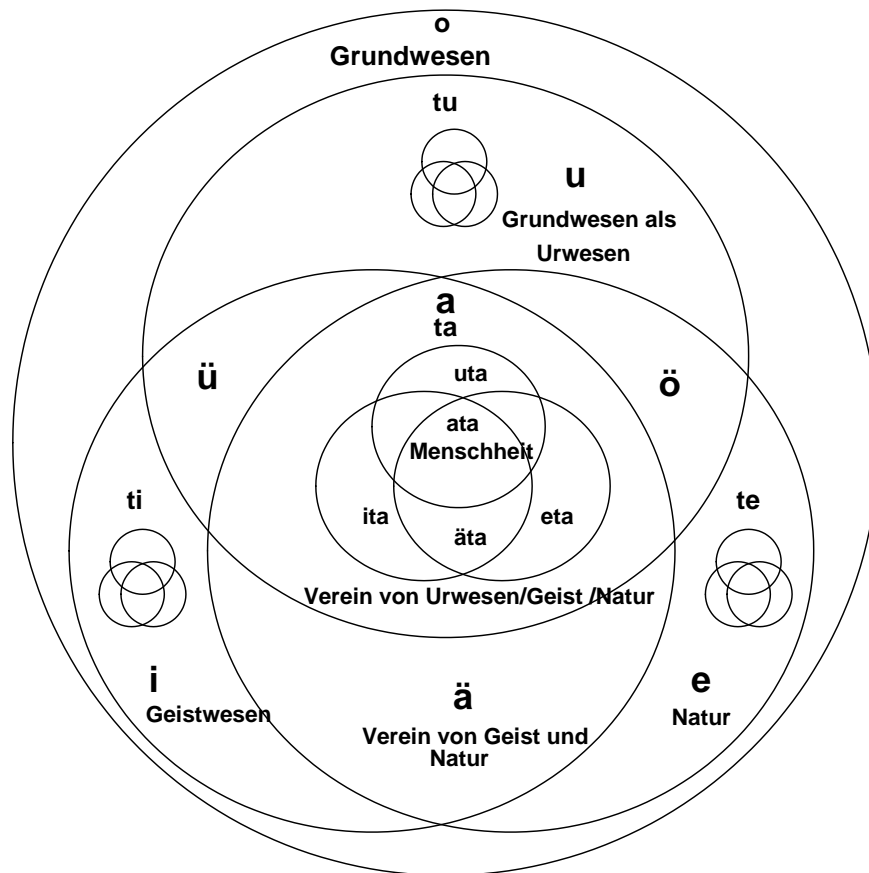 o
Grundwesen
tu
u
Grundwesen als
Urwesen
a
ta
ü
ö
uta
ata
Menschheit
ti
te
ita
äta
eta
Verein von Urwesen/Geist /Natur
i
Geistwesen
ä
e
Natur
Verein von Geist und
Natur